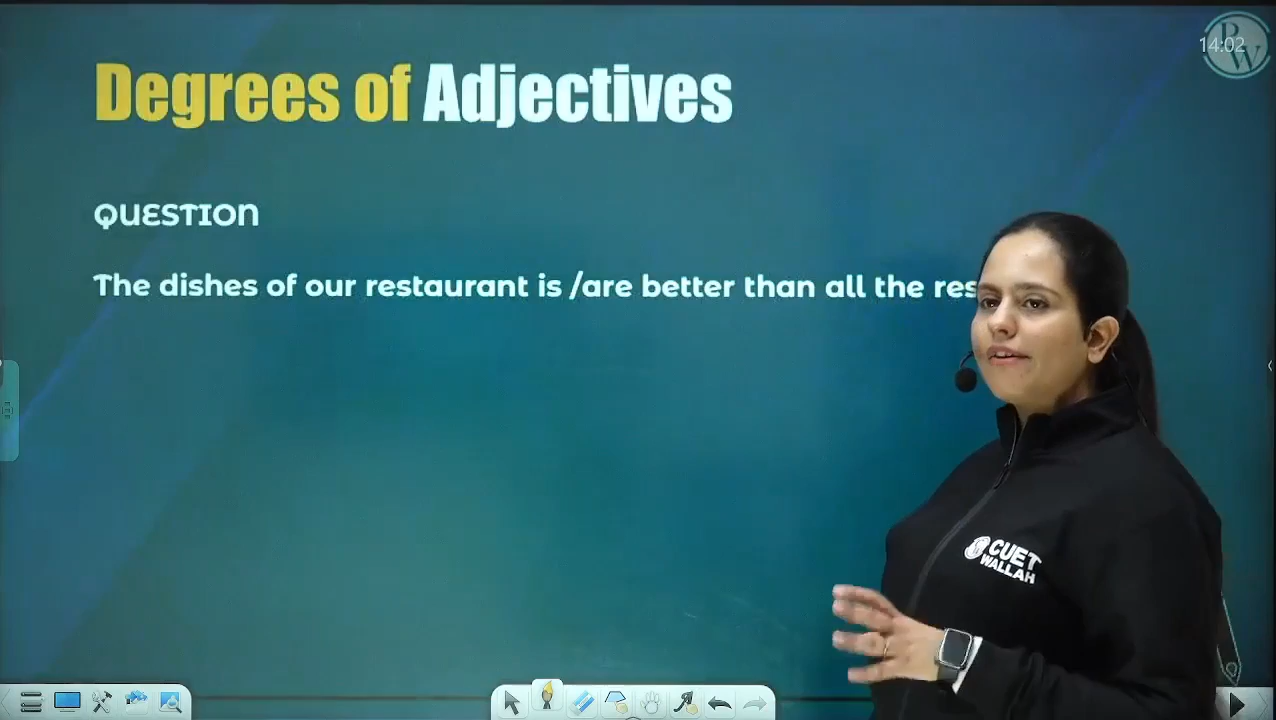 14:02
PW
Degrees of Adjectives
QUESTION
The dishes of our restaurant is /are better than all the
CUET
WALLAH